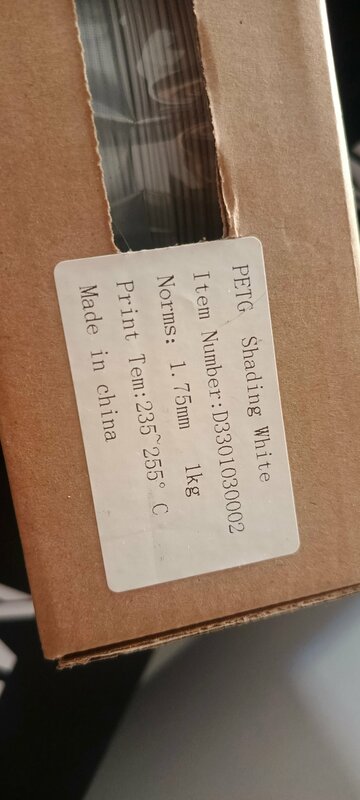 PETG Shading White
Item Number:D3301030002
Norms: 1.75mm 1kg
Print Tem:235~255° C
Made in china